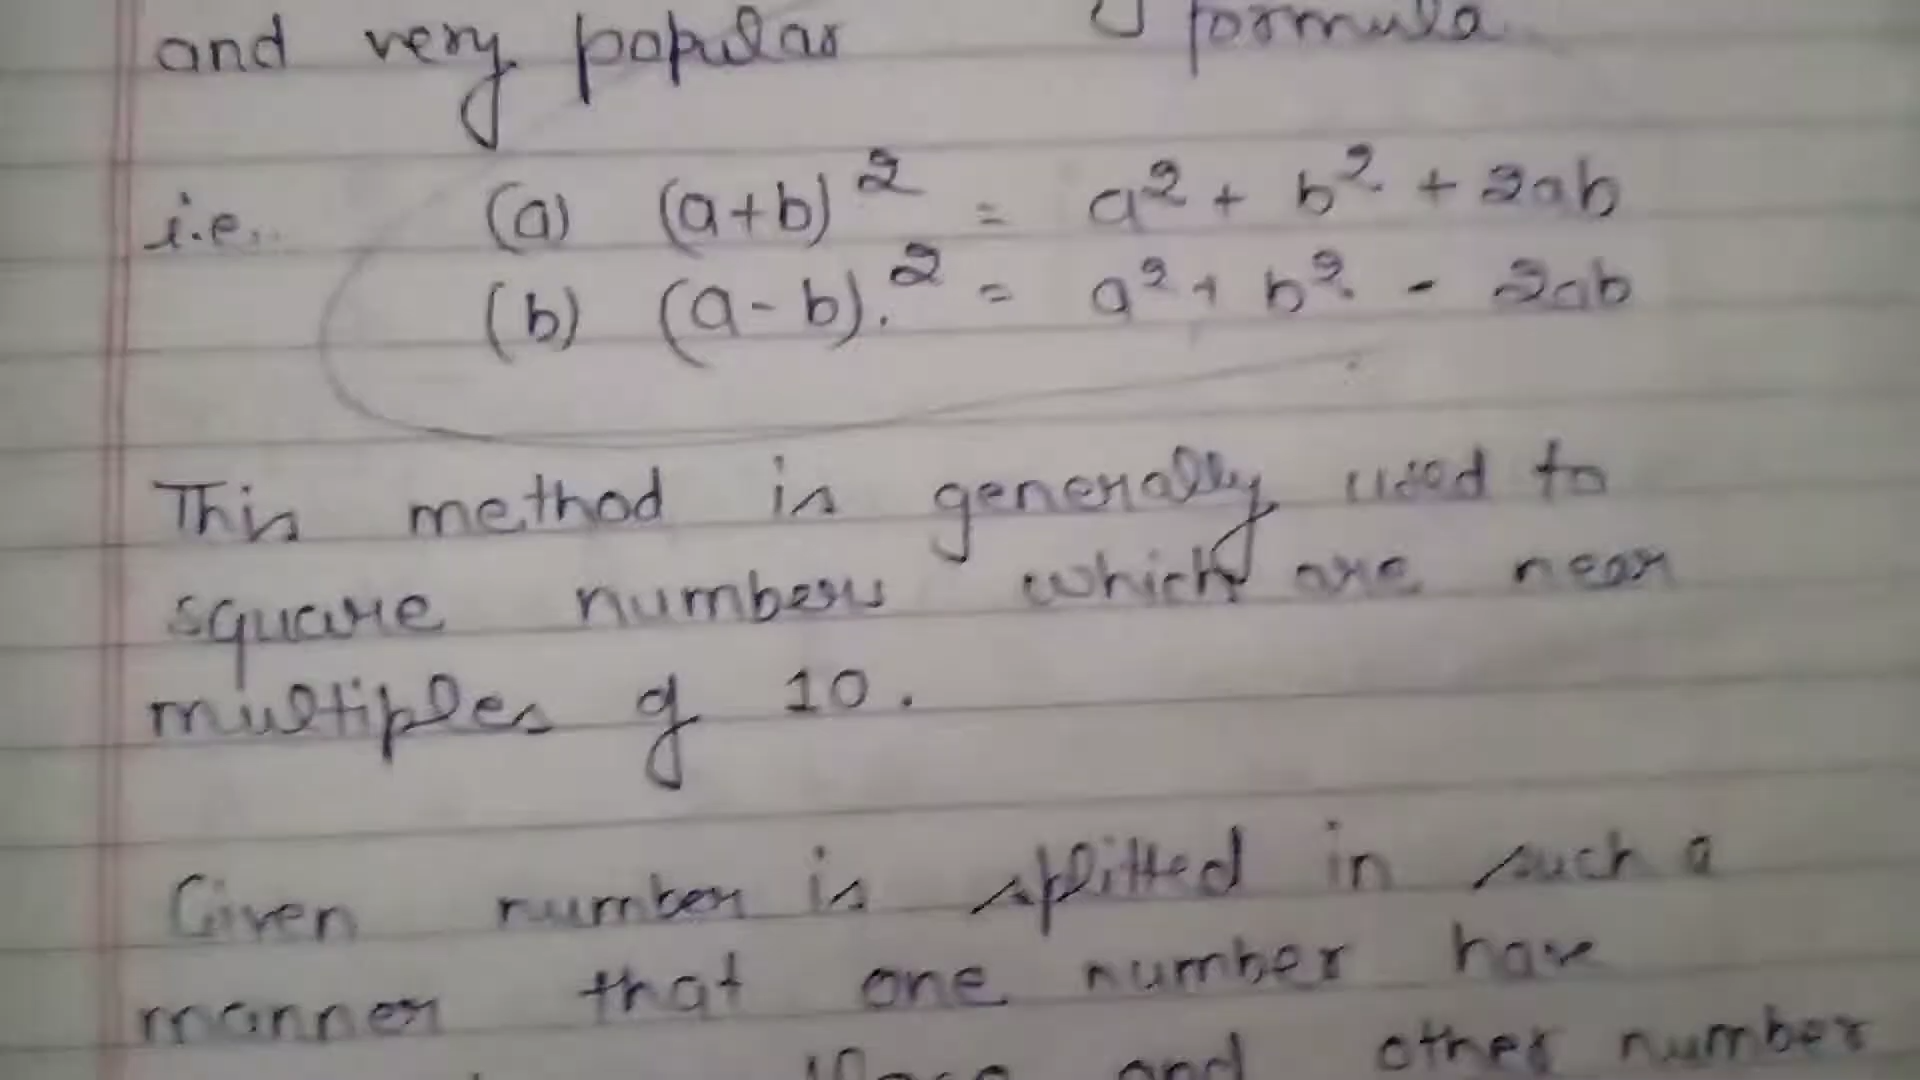 and very popular formula
i.e. (a) (a+b)² = a² + b² + 2ab
(b) (a-b).² = a² + b² - 2ab
This method is generally used to
square numbers which are near
multiples of 10.
Given number is splitted in such a
manner that one number have
and other number